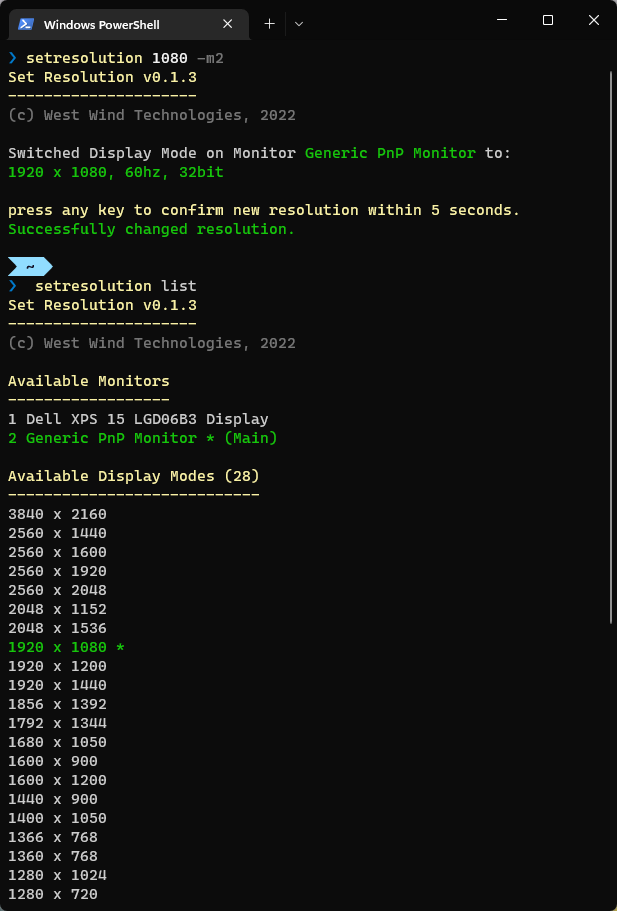 Windows PowerShell
❯ setresolution 1080 -m2
Set Resolution v0.1.3
---------------------
(c) West Wind Technologies, 2022
Switched Display Mode on Monitor Generic PnP Monitor to:
1920 x 1080, 60hz, 32bit
press any key to confirm new resolution within 5 seconds.
Successfully changed resolution.
~
❯ setresolution list
Set Resolution v0.1.3
---------------------
(c) West Wind Technologies, 2022
Available Monitors
------------------
1 Dell XPS 15 LGD06B3 Display
2 Generic PnP Monitor * (Main)
Available Display Modes (28)
----------------------------
3840 x 2160
2560 x 1440
2560 x 1600
2560 x 1920
2560 x 2048
2048 x 1152
2048 x 1536
1920 x 1080 *
1920 x 1200
1920 x 1440
1856 x 1392
1792 x 1344
1680 x 1050
1600 x 900
1600 x 1200
1440 x 900
1400 x 1050
1366 x 768
1360 x 768
1280 x 1024
1280 x 720